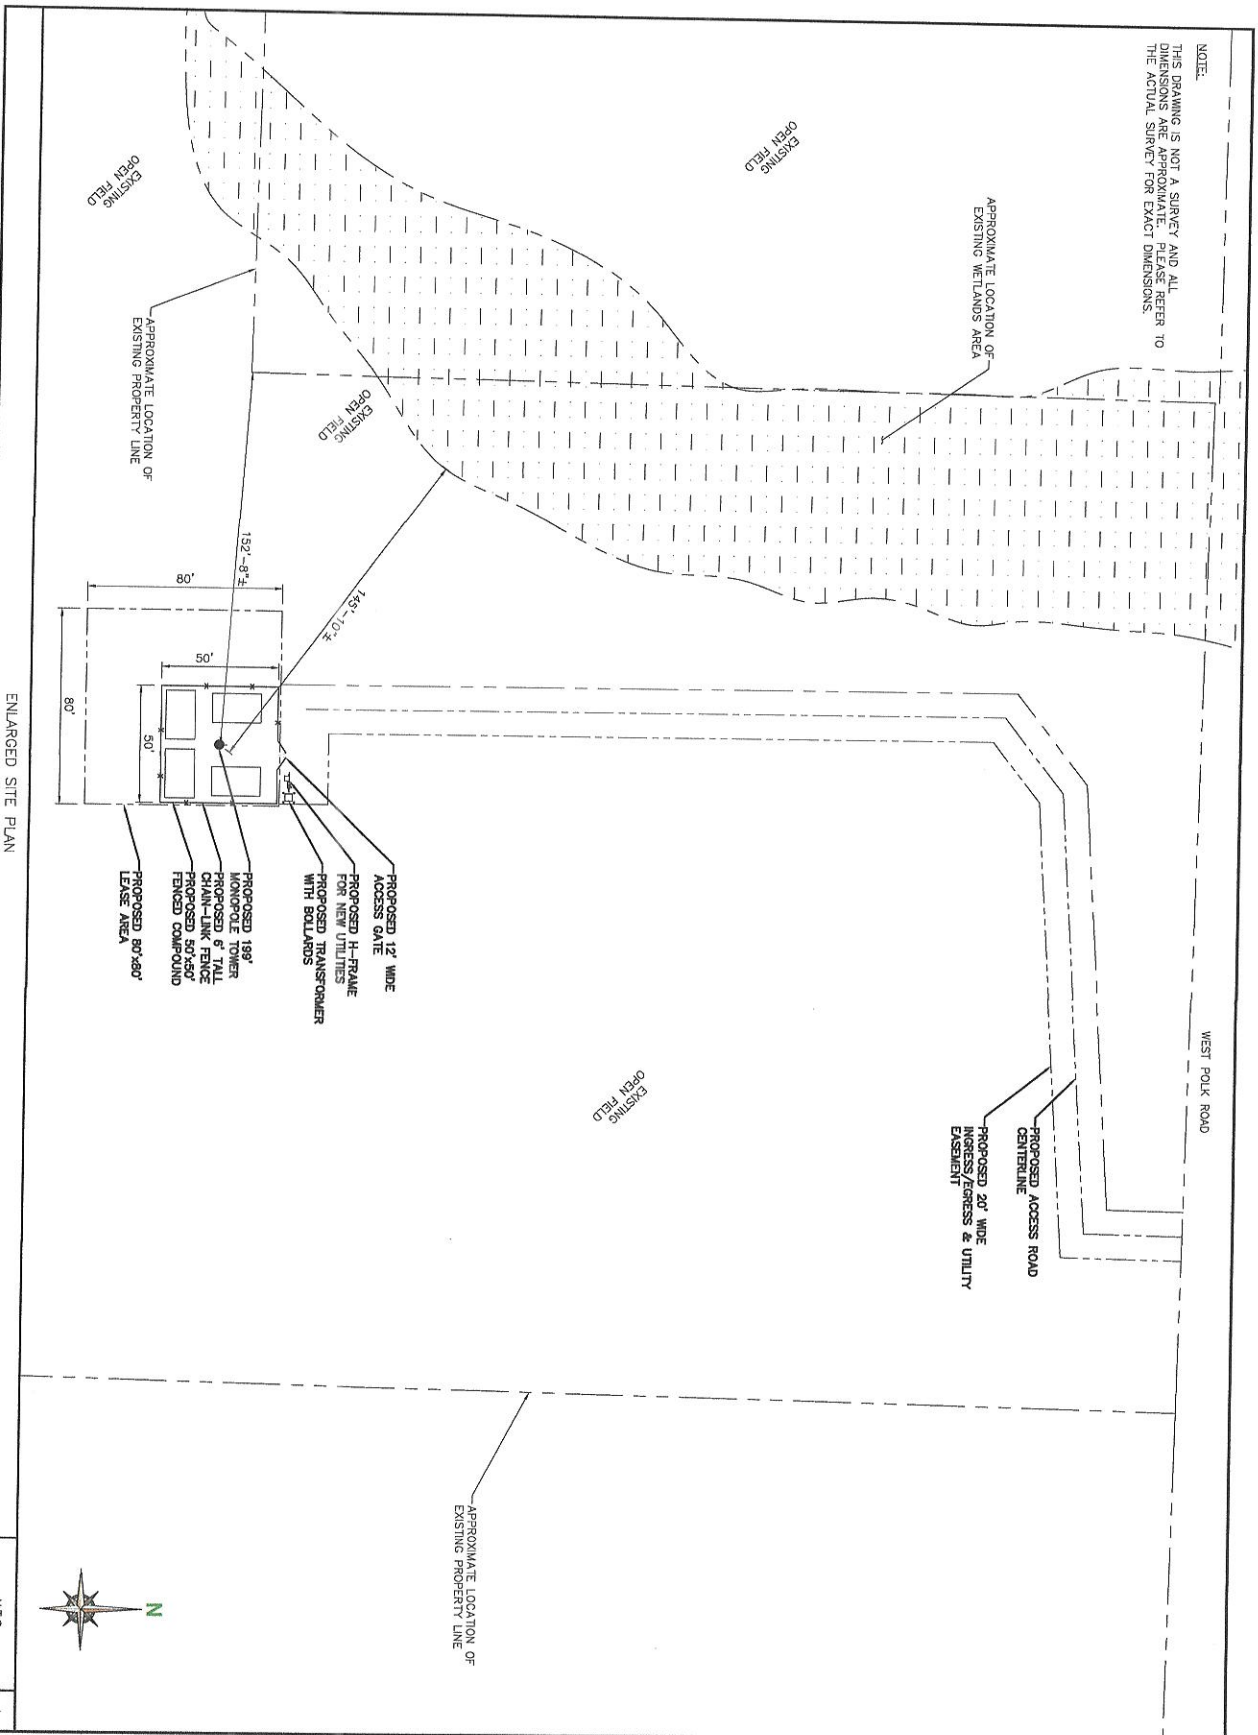 NOTE:
THIS DRAWING IS NOT A SURVEY AND ALL
DIMENSIONS ARE APPROXIMATE. PLEASE REFER TO
THE ACTUAL SURVEY FOR EXACT DIMENSIONS.
WEST POLK ROAD
APPROXIMATE LOCATION OF
EXISTING WETLANDS AREA
EXISTING
OPEN FIELD
PROPOSED ACCESS ROAD
CENTERLINE
PROPOSED 20' WIDE
INGRESS/EGRESS & UTILITY
EASEMENT
EXISTING
OPEN FIELD
APPROXIMATE LOCATION OF
EXISTING PROPERTY LINE
EXISTING
OPEN FIELD
145'-10"±
152'-8"±
PROPOSED 12' WIDE
ACCESS GATE
PROPOSED H-FRAME
FOR NEW UTILITIES
PROPOSED TRANSFORMER
WITH BOLLARDS
PROPOSED 199'
MONOPOLE TOWER
PROPOSED 6' TALL
CHAIN-LINK FENCE
PROPOSED 50'x50'
FENCED COMPOUND
PROPOSED 80'x80'
LEASE AREA
80'
50'
50'
80'
APPROXIMATE LOCATION OF
EXISTING PROPERTY LINE
EXISTING
OPEN FIELD
N
ENLARGED SITE PLAN